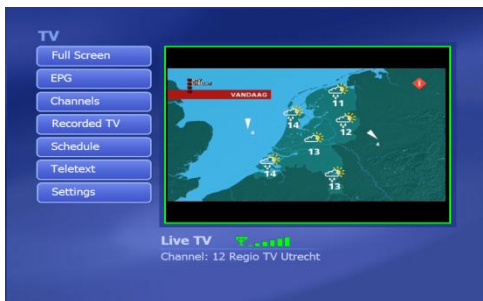 TV
Full Screen
EPG
Channels
Recorded TV
Schedule
Teletext
Settings
VANDAAG
11
14
12
13
14
13
Live TV
Channel: 12 Regio TV Utrecht